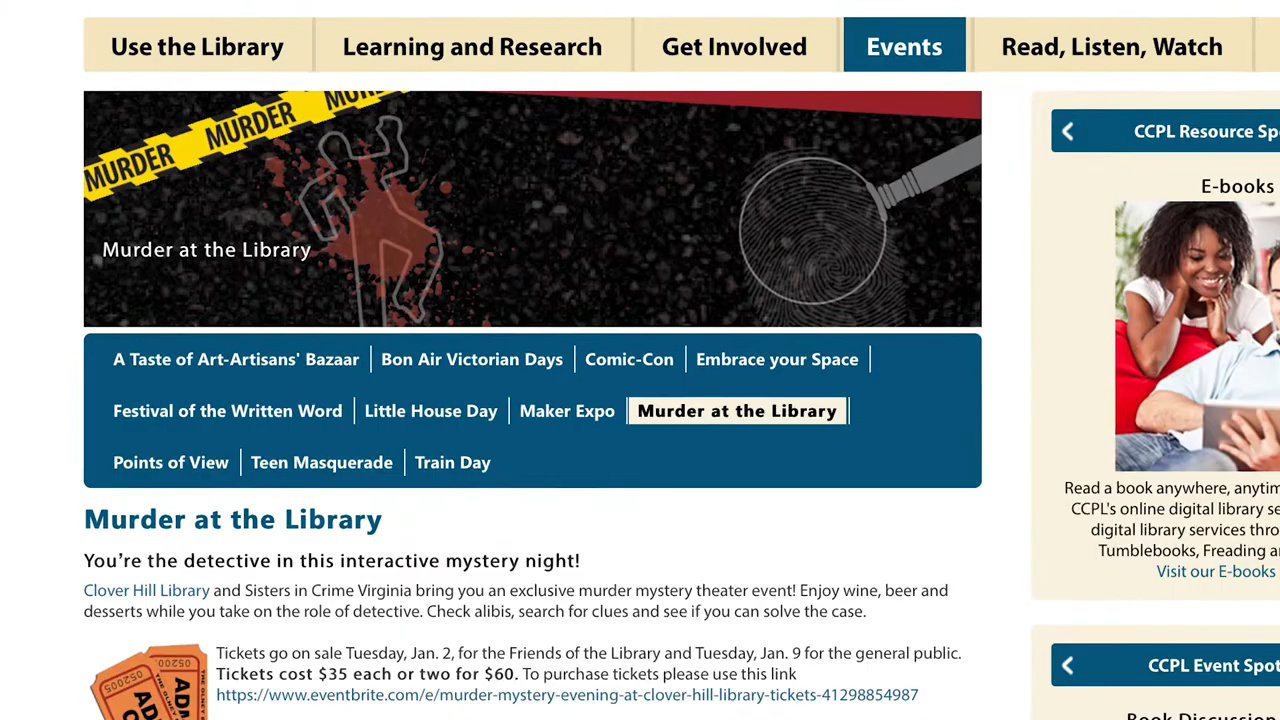 Use the Library Learning and Research Get Involved Events Read, Listen, Watch
MURDER MURDER MURD
Murder at the Library
A Taste of Art-Artisans' Bazaar Bon Air Victorian Days Comic-Con Embrace your Space
Festival of the Written Word Little House Day Maker Expo Murder at the Library
Points of View Teen Masquerade Train Day
Murder at the Library
You’re the detective in this interactive mystery night!
Clover Hill Library and Sisters in Crime Virginia bring you an exclusive murder mystery theater event! Enjoy wine, beer and
desserts while you take on the role of detective. Check alibis, search for clues and see if you can solve the case.
Tickets go on sale Tuesday, Jan. 2, for the Friends of the Library and Tuesday, Jan. 9 for the general public.
Tickets cost $35 each or two for $60. To purchase tickets please use this link
https://www.eventbrite.com/e/murder-mystery-evening-at-clover-hill-library-tickets-41298854987
CCPL Resource Sp
E-books
Read a book anywhere, anytim
CCPL's online digital library se
digital library services thro
Tumblebooks, Freading a
Visit our E-books
CCPL Event Spot
Book Discussion